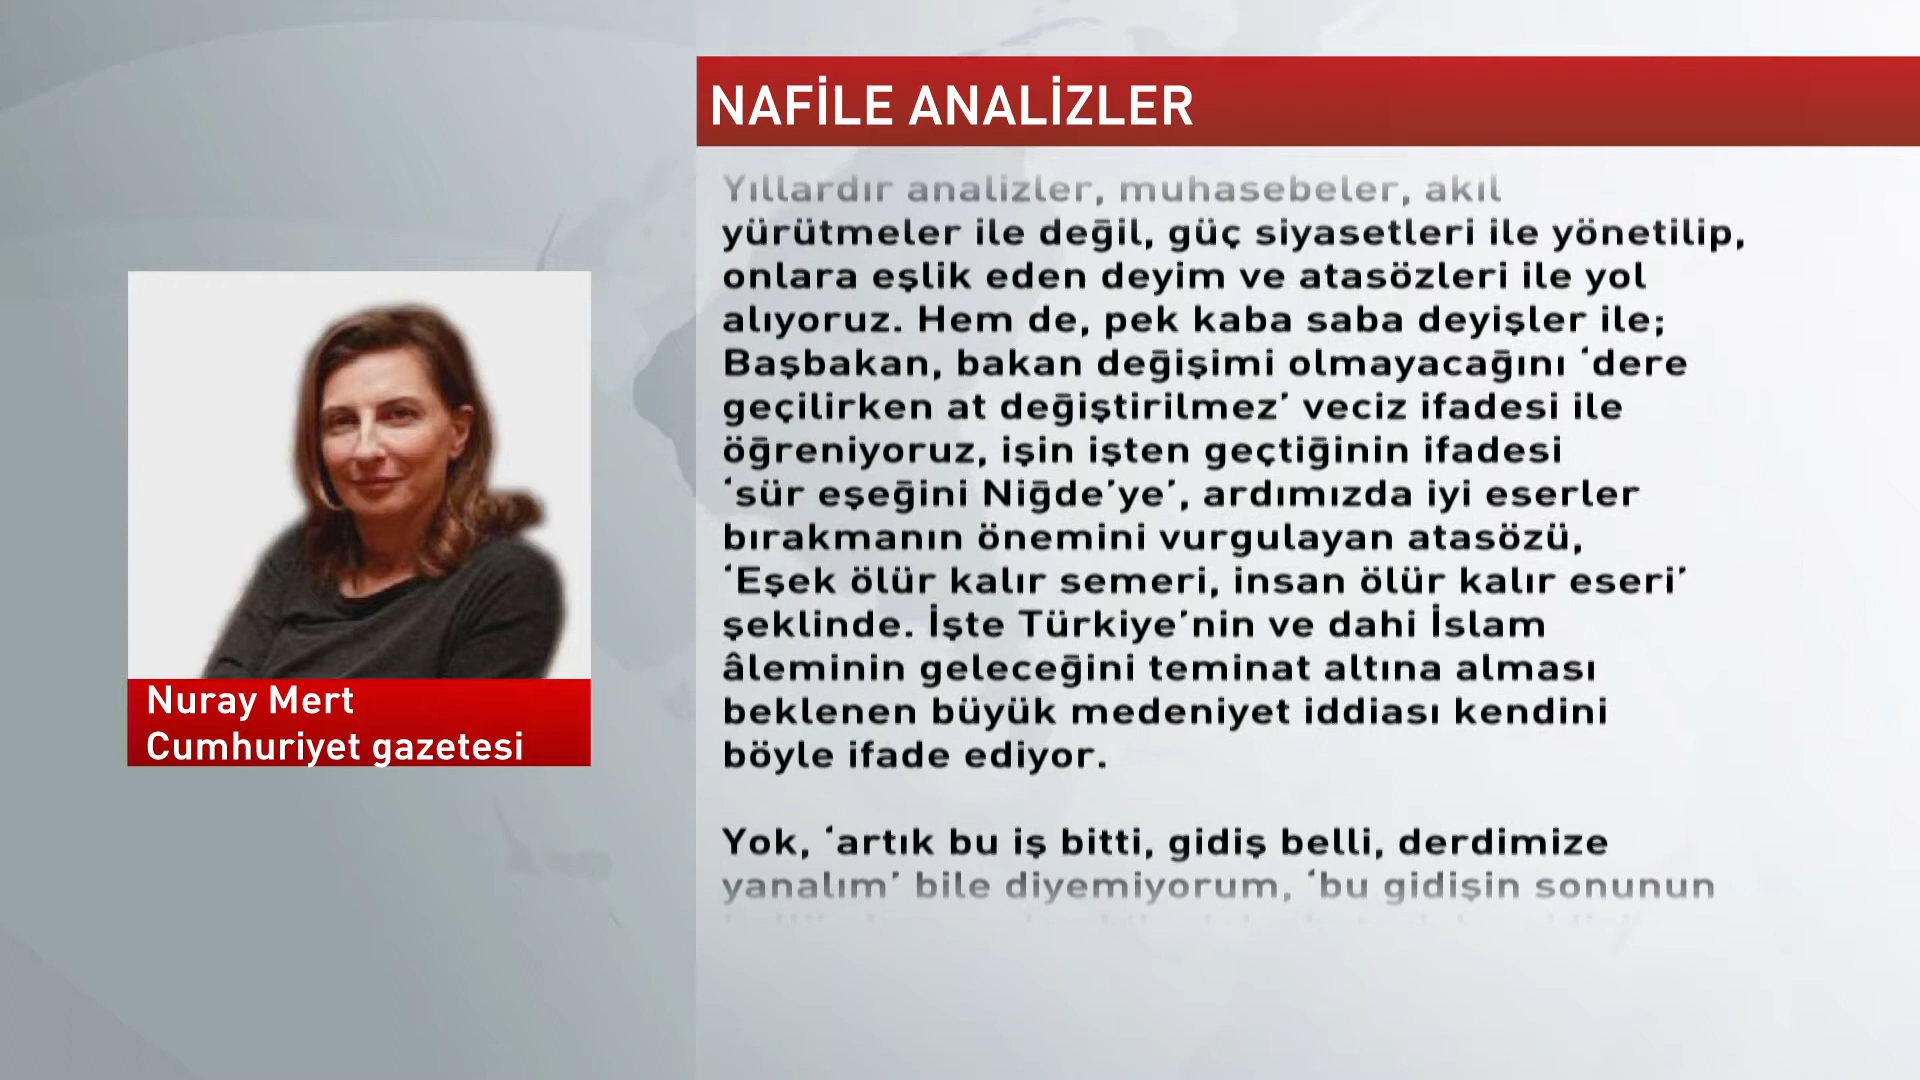 NAFİLE ANALİZLER
Yıllardır analizler, muhasebeler, akıl
yürütmeler ile değil, güç siyasetleri ile yönetilip,
onlara eşlik eden deyim ve atasözleri ile yol
alıyoruz. Hem de, pek kaba saba deyişler ile;
Başbakan, bakan değişimi olmayacağını ‘dere
geçilirken at değiştirilmez’ veciz ifadesi ile
öğreniyoruz, işin işten geçtiğinin ifadesi
‘sür eşeğini Niğde’ye’, ardımızda iyi eserler
bırakmanın önemini vurgulayan atasözü,
‘Eşek ölür kalır semeri, insan ölür kalır eseri’
şeklinde. İşte Türkiye’nin ve dahi İslam
âleminin geleceğini teminat altına alması
beklenen büyük medeniyet iddiası kendini
böyle ifade ediyor.
Yok, ‘artık bu iş bitti, gidiş belli, derdimize
yanalım’ bile diyemiyorum, ‘bu gidişin sonunun
Nuray Mert
Cumhuriyet gazetesi